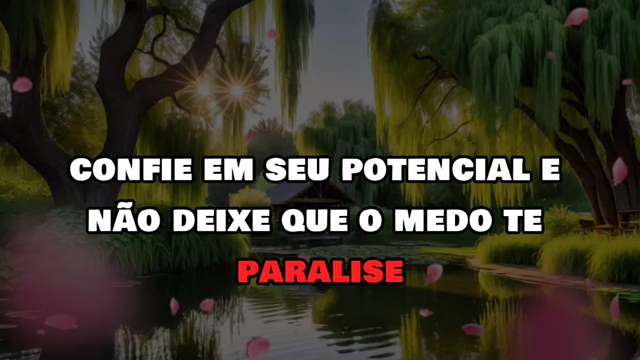 CONFIE EM SEU POTENCIAL E
NÃO DEIXE QUE O MEDO TE
PARALISE